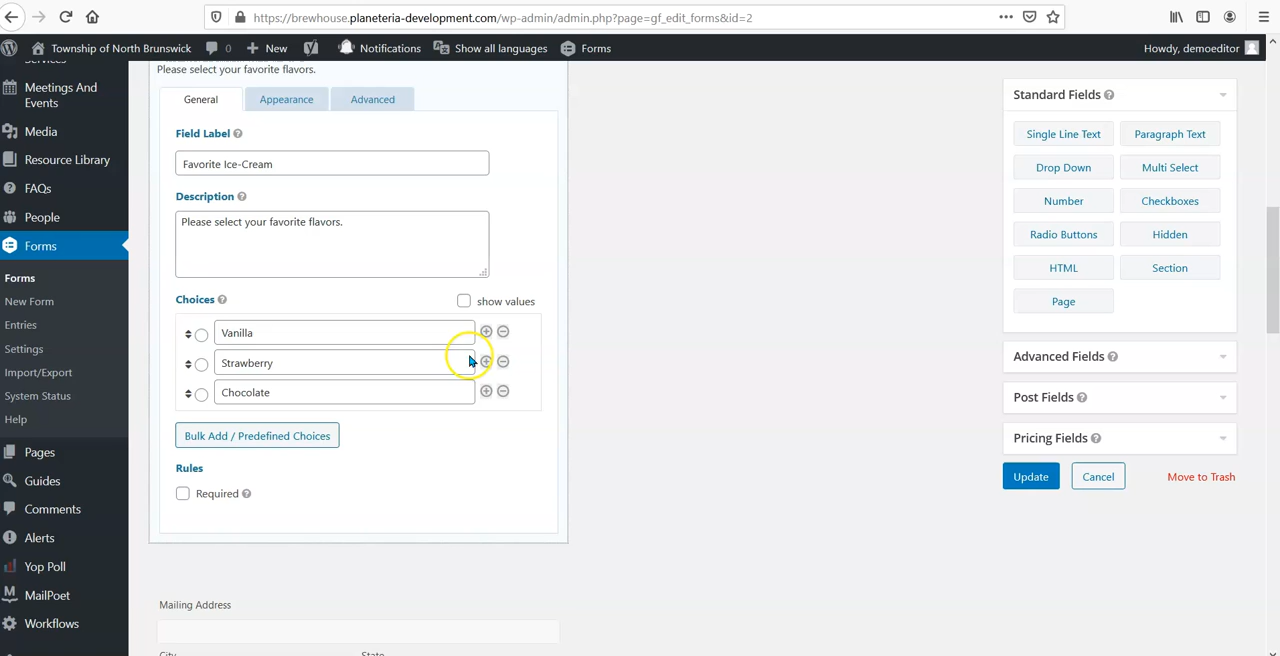 https://brewhouse.planeteria-development.com/wp-admin/admin.php?page=gf_edit_forms&id=2
Township of North Brunswick 0 New Notifications Show all languages Forms Howdy, demoeditor
Services
Meetings And
Events
Media
Resource Library
FAQs
People
Forms
Forms
New Form
Entries
Settings
Import/Export
System Status
Help
Pages
Guides
Comments
Alerts
Yop Poll
MailPoet
Workflows
Please select your favorite flavors.
General Appearance Advanced
Field Label
Favorite Ice-Cream
Description
Please select your favorite flavors.
Choices show values
Vanilla
Strawberry
Chocolate
Bulk Add / Predefined Choices
Rules
Required
Mailing Address
City State
Standard Fields
Single Line Text Paragraph Text
Drop Down Multi Select
Number Checkboxes
Radio Buttons Hidden
HTML Section
Page
Advanced Fields
Post Fields
Pricing Fields
Update Cancel Move to Trash